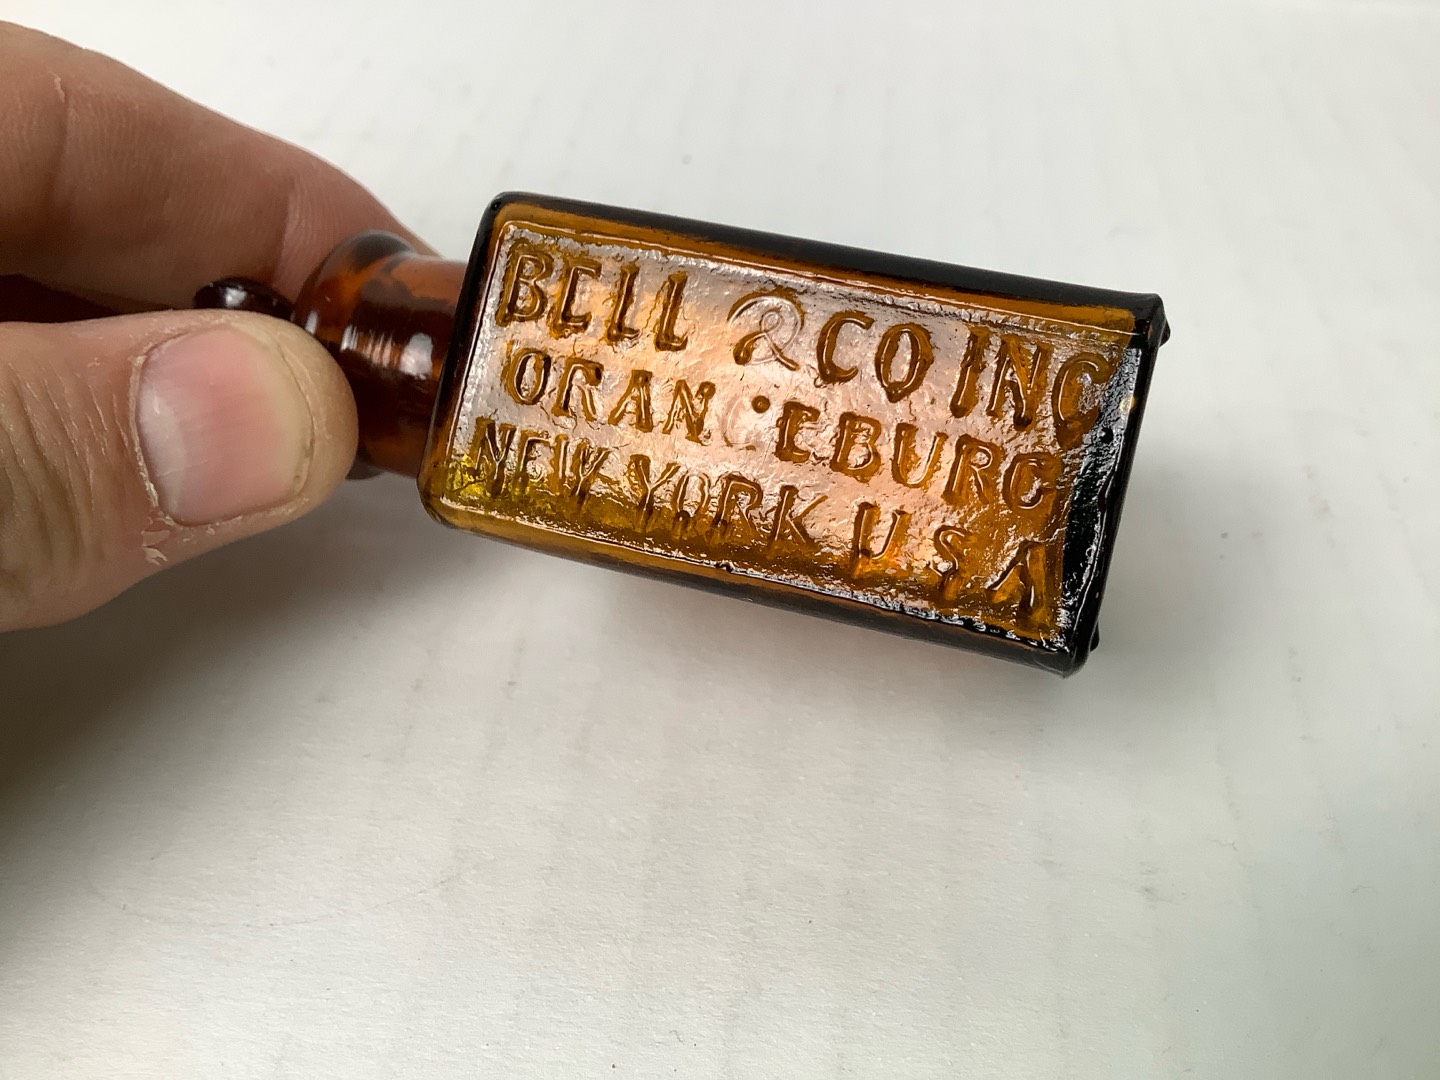 BELL & CO INC
ORANGEBURG
NEW YORK U S A